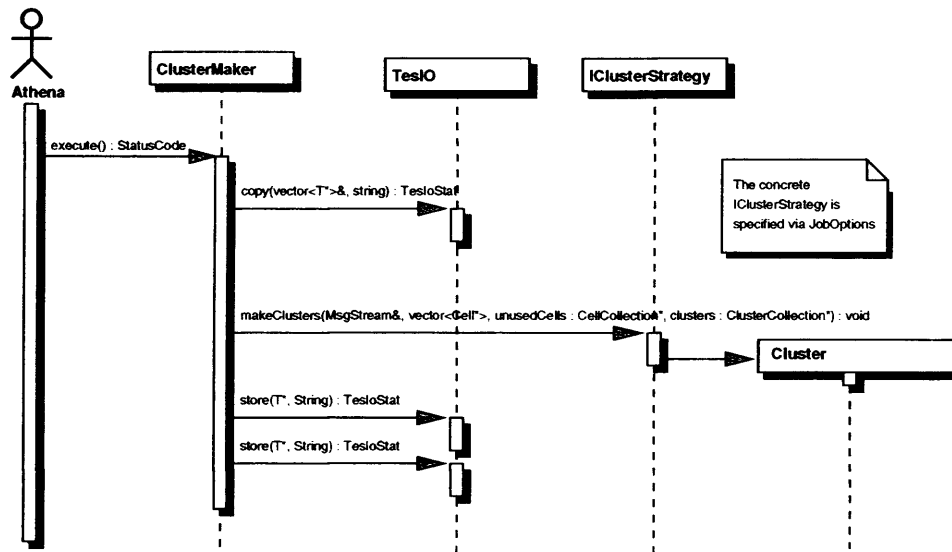 Athena
ClusterMaker
TesIO
IClusterStrategy
execute() : StatusCode
copy(vector<T*>&, string) : TesIoStat
The concrete
IClusterStrategy is
specified via JobOptions
makeClusters(MsgStream&, vector<Cell*>, unusedCells : CellCollection*, clusters : ClusterCollection*) : void
Cluster
store(T*, String) : TesIoStat
store(T*, String) : TesIoStat